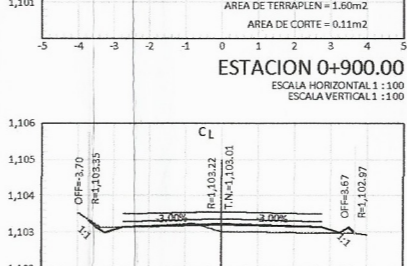 1,101
AREA DE TERRAPLEN = 1.60m2
AREA DE CORTE = 0.11m2
-5 -4 -3 -2 -1 0 1 2 3 4 5
ESTACION 0+900.00
ESCALA HORIZONTAL 1 :100
ESCALA VERTICAL 1 :100
1,106
CL
1,105
OFF=-3.70
R=1,103.35
R=1,103.22
T.N.=1,103.01
OFF=3.67
R=1,102.97
1,104
-3.00%
-3.00%
1,103
1:1
1:1